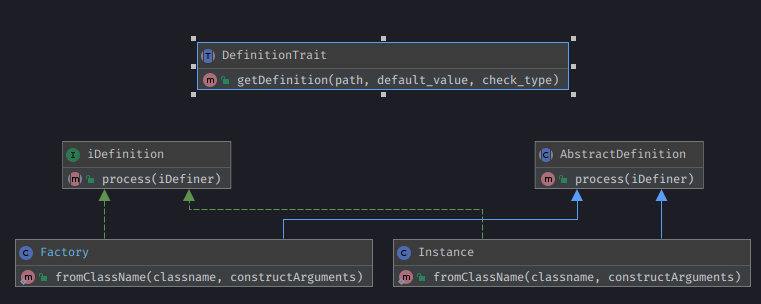 DefinitionTrait
getDefinition(path, default_value, check_type)
iDefinition
process(iDefiner)
AbstractDefinition
process(iDefiner)
Factory
fromClassName(classname, constructArguments)
Instance
fromClassName(classname, constructArguments)